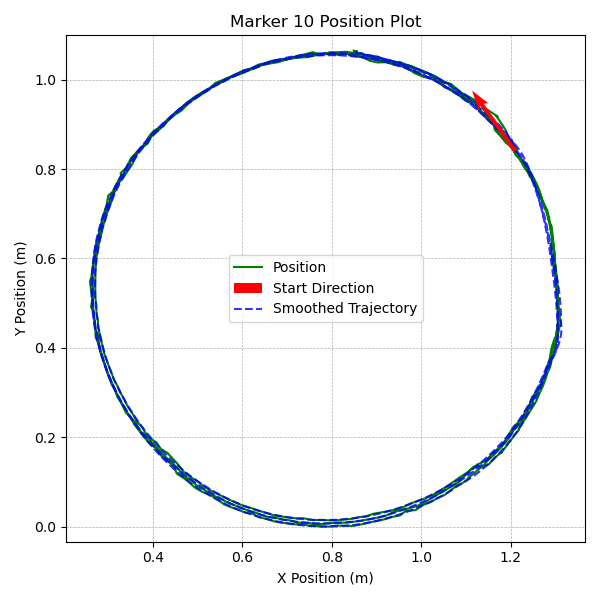 Marker 10 Position Plot
1.0
0.8
0.6
0.4
0.2
0.0
Y Position (m)
Position
Start Direction
Smoothed Trajectory
0.4
0.6
0.8
1.0
1.2
X Position (m)